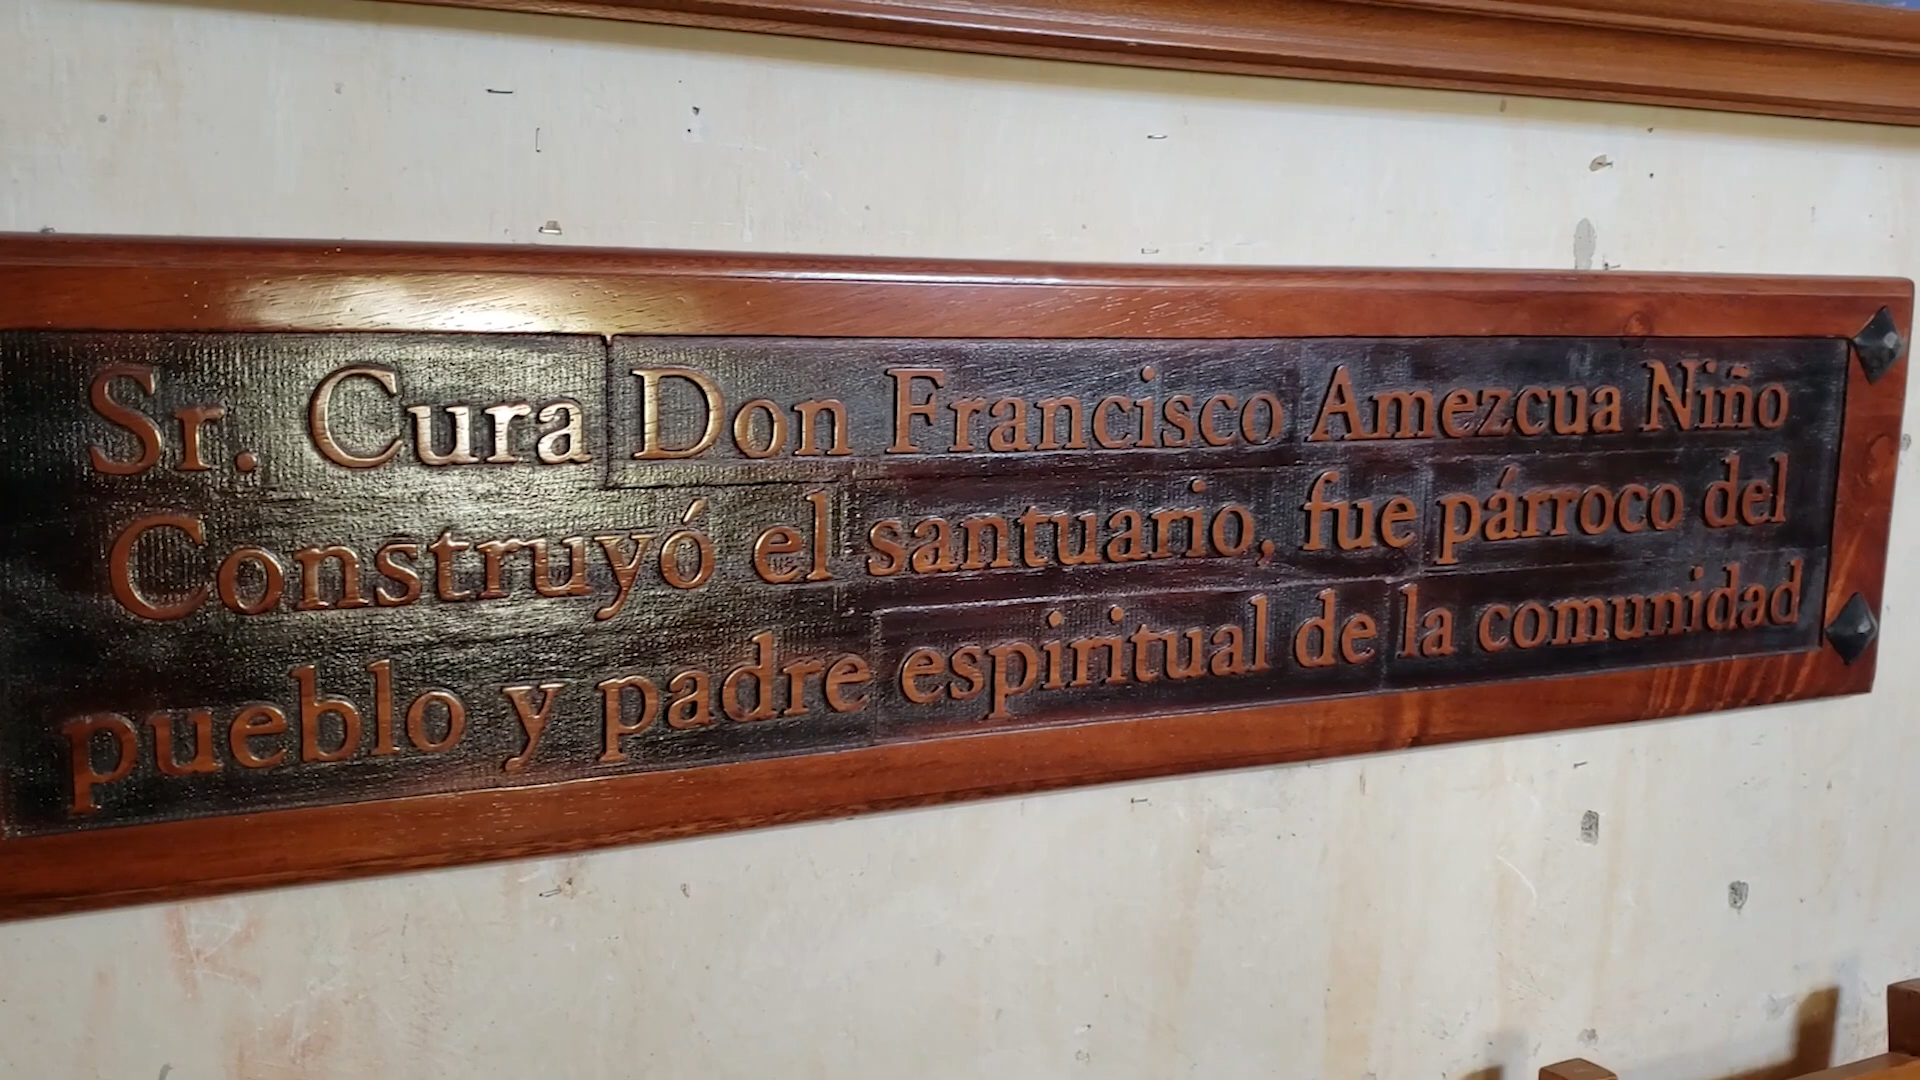 Sr. Cura Don Francisco Amezcua Niño
Construyó el santuario, fue párroco del
pueblo y padre espiritual de la comunidad